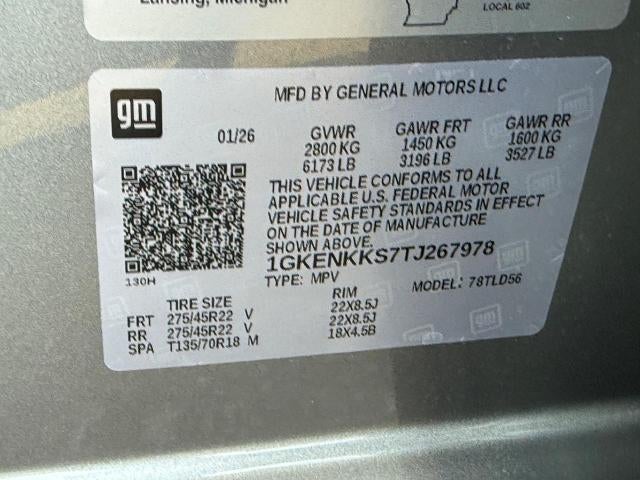 Lansing, Michigan
LOCAL 602
gm
MFD BY GENERAL MOTORS LLC
01/26 GVWR GAWR FRT GAWR RR
2800 KG 1450 KG 1600 KG
6173 LB 3196 LB 3527 LB
THIS VEHICLE CONFORMS TO ALL
APPLICABLE U.S. FEDERAL MOTOR
VEHICLE SAFETY STANDARDS IN EFFECT
ON THE DATE OF MANUFACTURE
SHOWN ABOVE.
1GKENKKS7TJ267978
130H
TYPE: MPV MODEL: 78TLD56
TIRE SIZE RIM
FRT 275/45R22 V 22X8.5J
RR 275/45R22 V 22X8.5J
SPA T135/70R18 M 18X4.5B